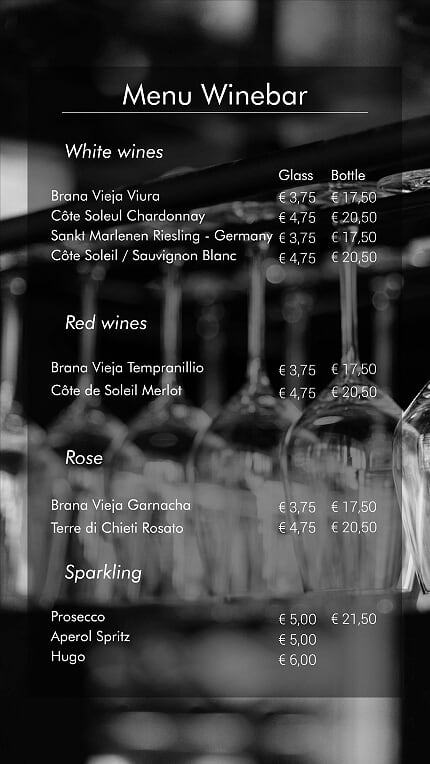 Menu Winebar
White wines
Glass Bottle
Brana Vieja Viura € 3,75 € 17,50
Côte Soleul Chardonnay € 4,75 € 20,50
Sankt Marlenen Riesling - Germany € 3,75 € 17,50
Côte Soleil / Sauvignon Blanc € 4,75 € 20,50
Red wines
Brana Vieja Tempranillio € 3,75 € 17,50
Côte de Soleil Merlot € 4,75 € 20,50
Rose
Brana Vieja Garnacha € 3,75 € 17,50
Terre di Chieti Rosato € 4,75 € 20,50
Sparkling
Prosecco € 5,00 € 21,50
Aperol Spritz € 5,00
Hugo € 6,00